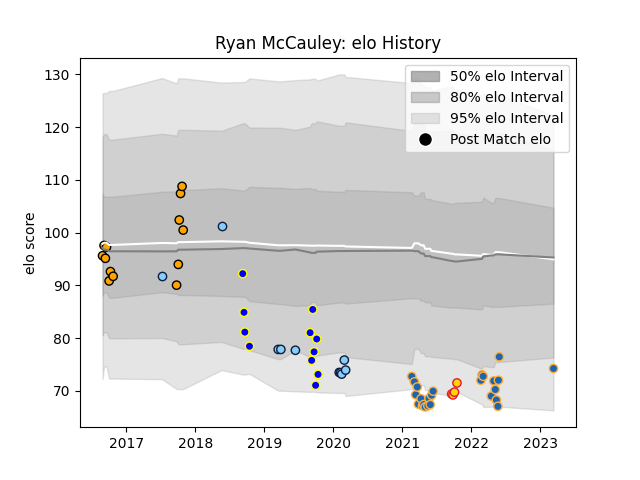 Ryan McCauley: elo History
130
120
110
100
90
80
70
elo score
50% elo Interval
80% elo Interval
95% elo Interval
Post Match elo
2017
2018
2019
2020
2021
2022
2023